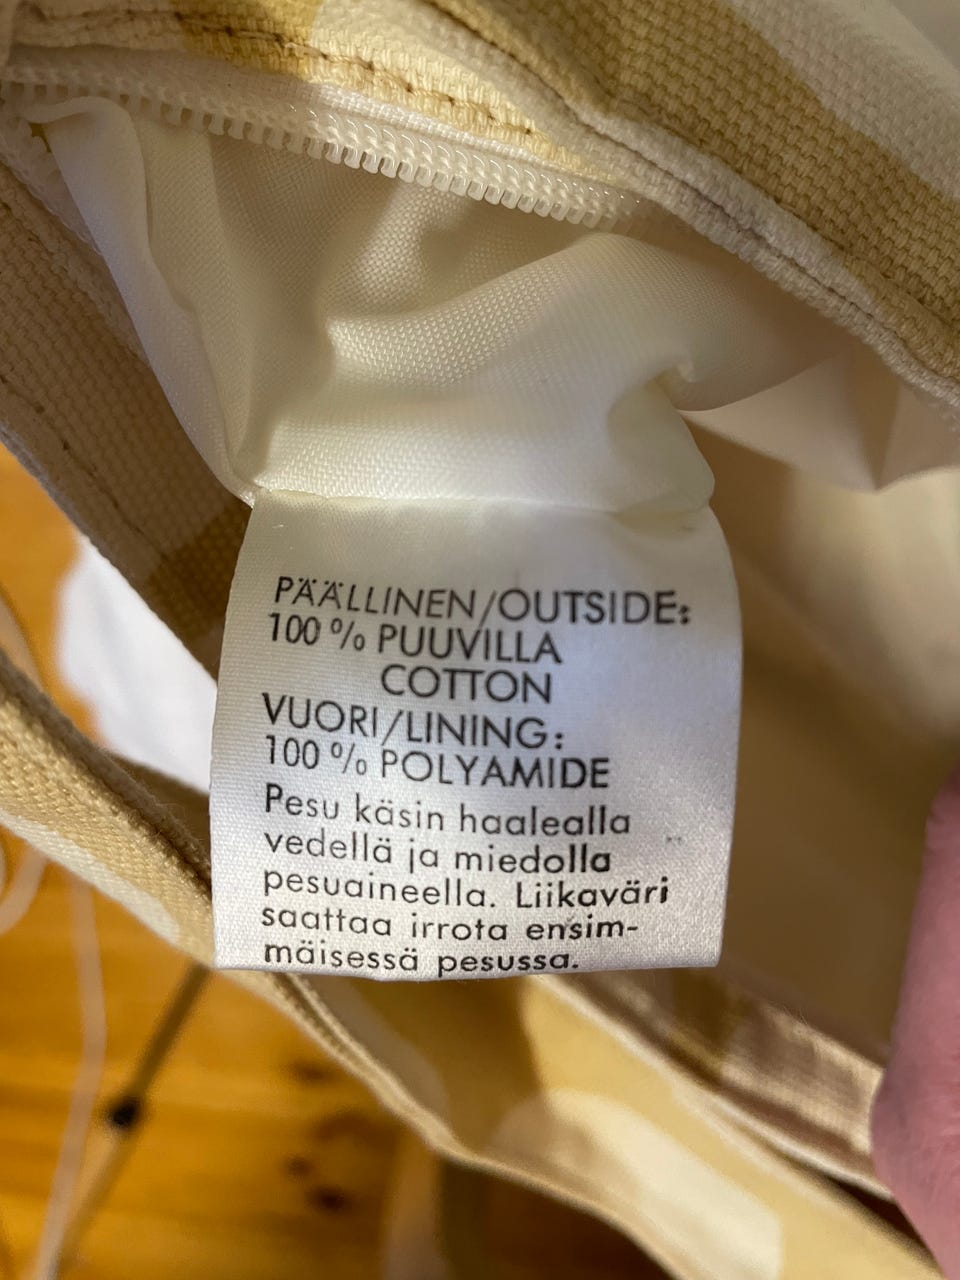 PÄÄLLINEN/OUTSIDE:
100 % PUUVILLA
COTTON
VUORI/LINING:
100 % POLYAMIDE
Pesu käsin haalealla
vedellä ja miedolla
pesuaineella. Liikaväri
saattaa irrota ensim-
mäisessä pesussa.